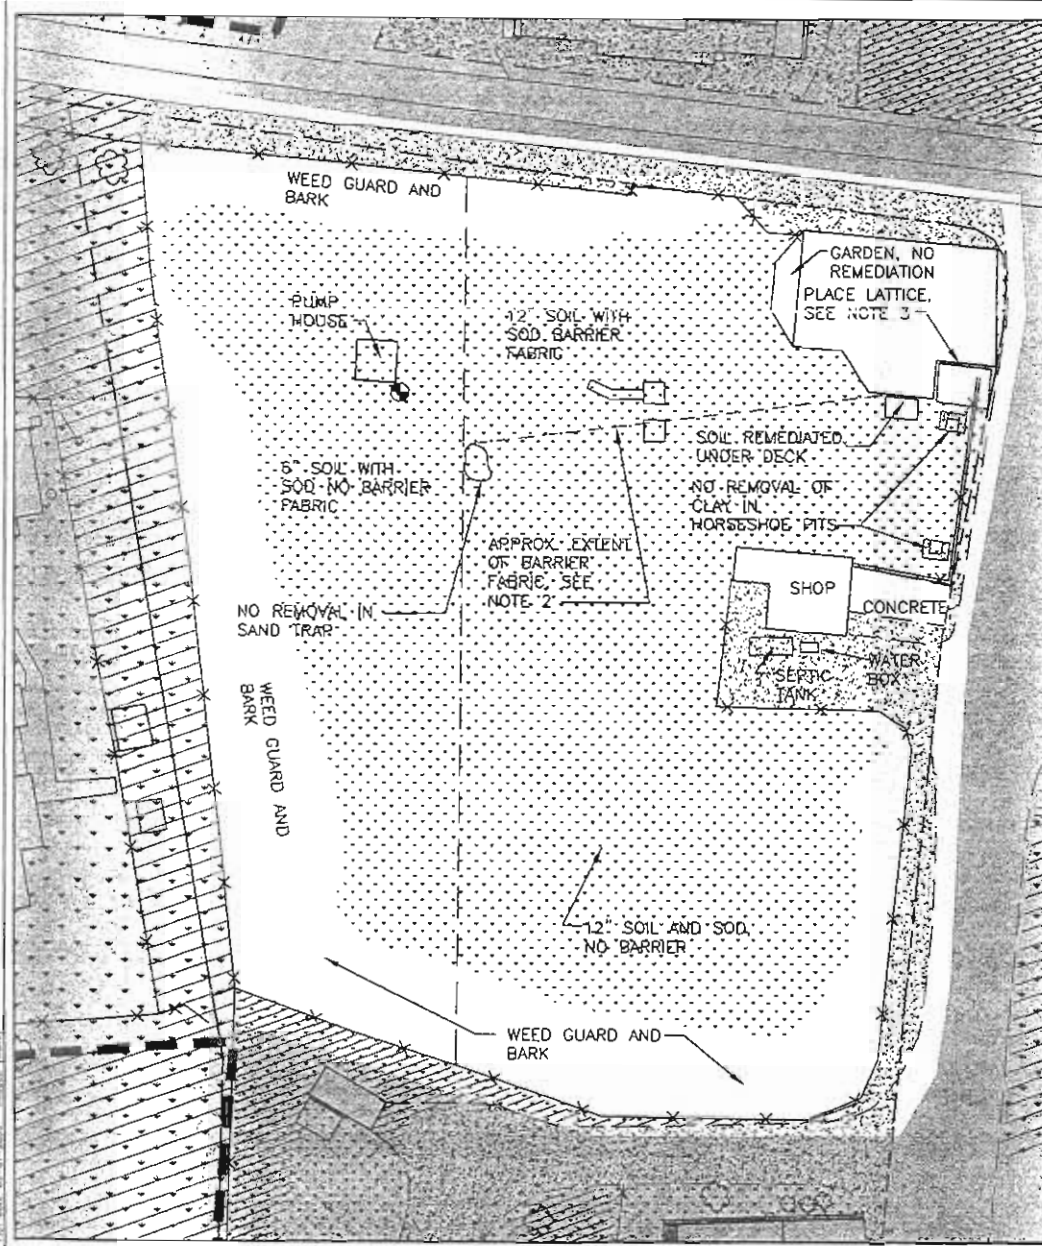 WEED GUARD AND
BARK
GARDEN, NO
REMEDIATION
PLACE LATTICE,
SEE NOTE 3
PUMP
HOUSE
12" SOIL WITH
SOD BARRIER
FABRIC
SOIL REMEDIATED
UNDER DECK
6" SOIL WITH
SOD NO BARRIER
FABRIC
NO REMOVAL OF
CLAY IN
HORSESHOE PITS
APPROX. EXTENT
OF BARRIER
FABRIC, SEE
NOTE 2
SHOP
CONCRETE
NO REMOVAL IN
SAND TRAP
WATER
BOX
SEPTIC
TANK
WEED GUARD AND
BARK
12" SOIL AND SOD,
NO BARRIER
WEED GUARD AND
BARK